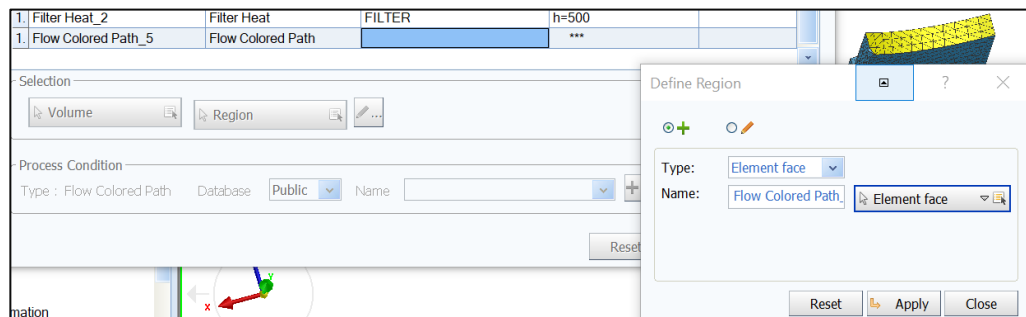 1. Filter Heat_2 Filter Heat FILTER h=500
1. Flow Colored Path_5 Flow Colored Path ***
Selection
Volume Region ...
Process Condition
Type : Flow Colored Path Database Public Name
Reset
Define Region ?
Type: Element face
Name: Flow Colored Path_ Element face
Reset Apply Close
y
x
mation